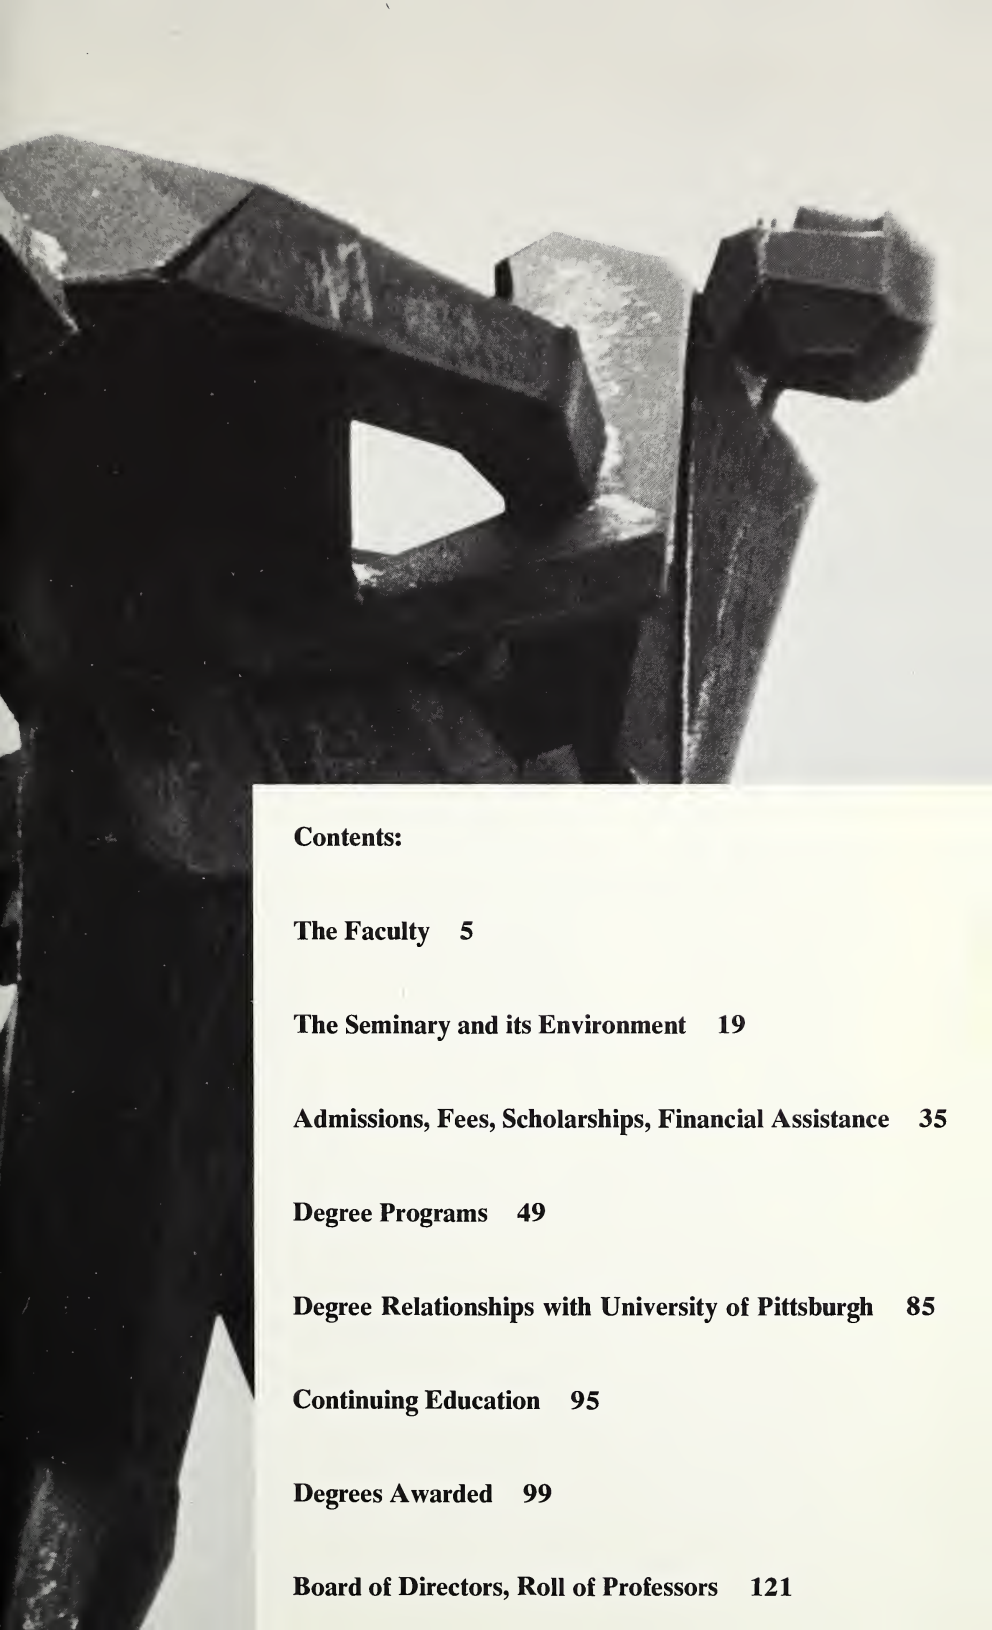 Contents:
The Faculty 5
The Seminary and its Environment 19
Admissions, Fees, Scholarships, Financial Assistance 35
Degree Programs 49
Degree Relationships with University of Pittsburgh 85
Continuing Education 95
Degrees Awarded 99
Board of Directors, Roll of Professors 121